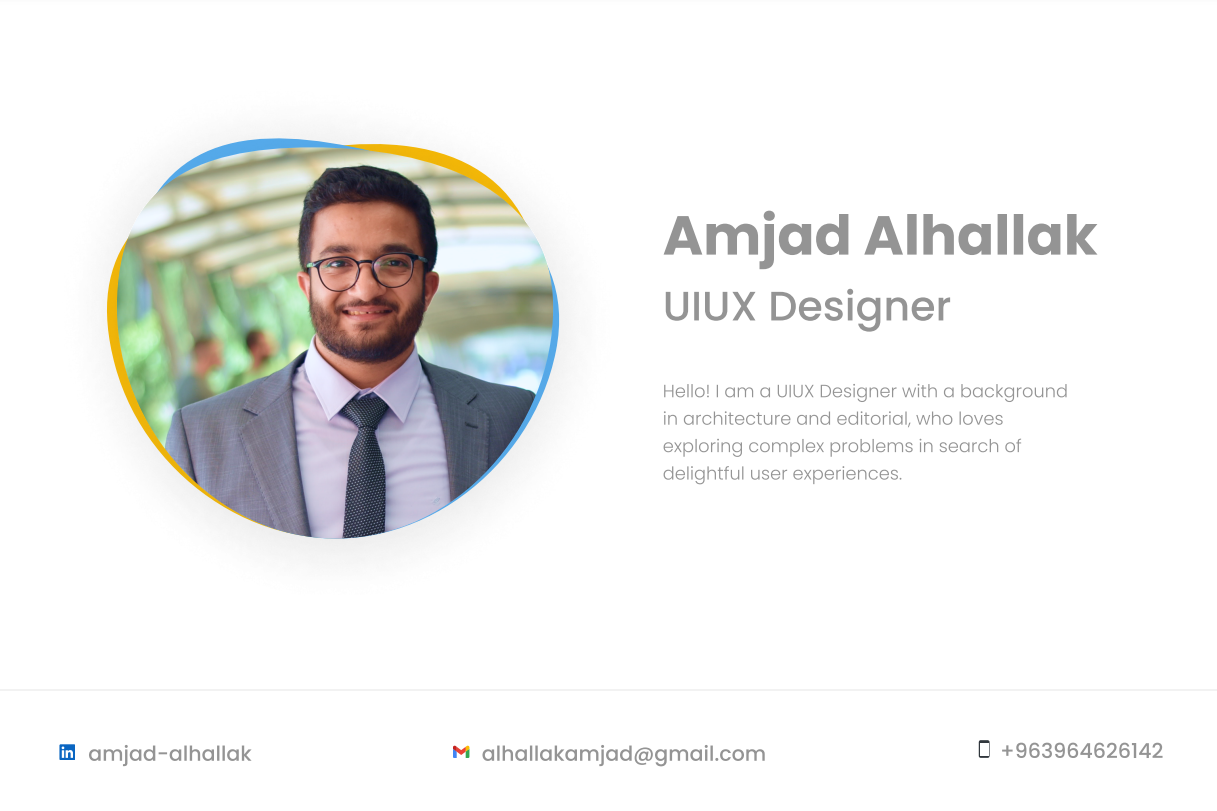 Amjad Alhallak
UIUX Designer
Hello! I am a UIUX Designer with a background
in architecture and editorial, who loves
exploring complex problems in search of
delightful user experiences.
amjad-alhallak
alhallakamjad@gmail.com
+963964626142